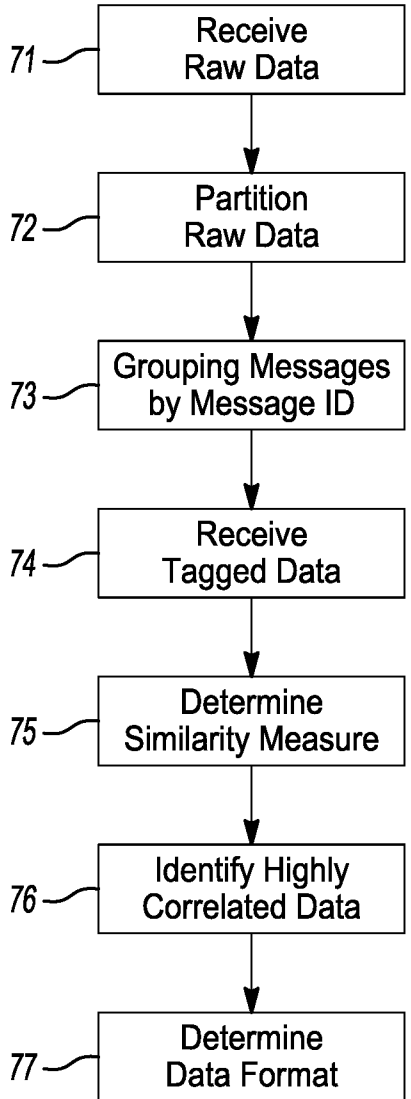 Receive
71
Raw Data
Partition
72
Raw Data
Grouping Messages
73
by Message ID
Receive
74
Tagged Data
Determine
75
Similarity Measure
Identify Highly
76
Correlated Data
Determine
77
Data Format